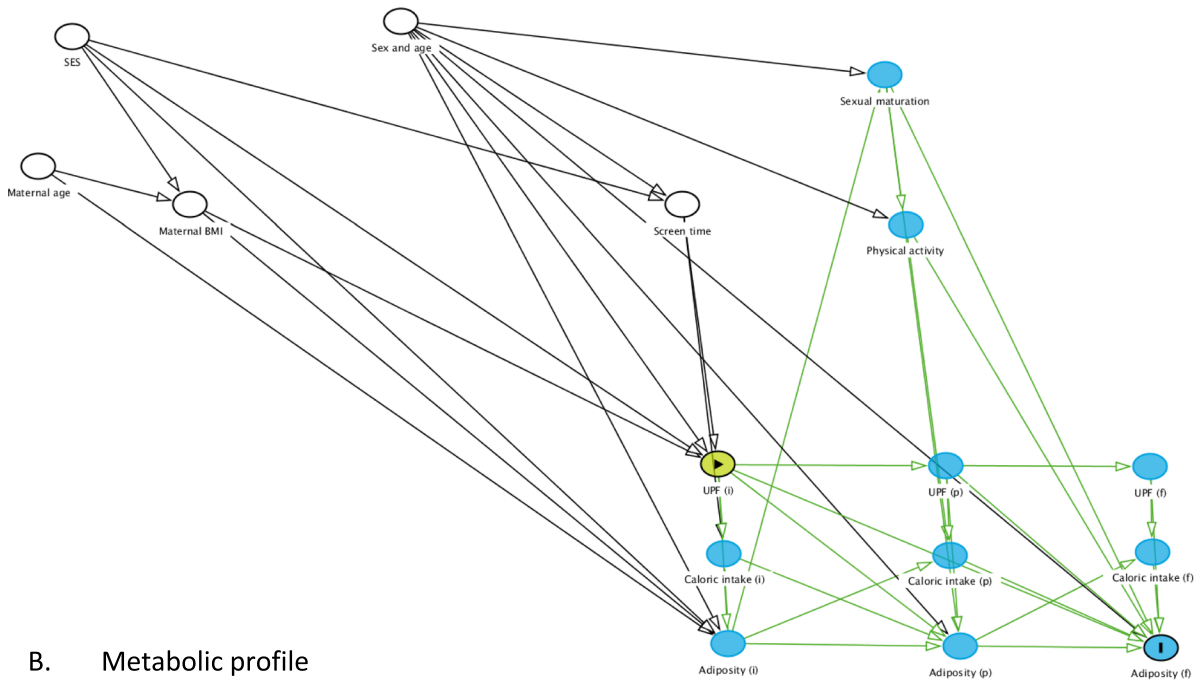 Sex and age
SES
Sexual maturation
Maternal age
Maternal BMI
Screen time
Physical activity
UPF (i)
UPF (p)
UPF (f)
Caloric intake (i)
Caloric intake (p)
Caloric intake (f)
Adiposity (i)
Adiposity (p)
Adiposity (f)
B. Metabolic profile